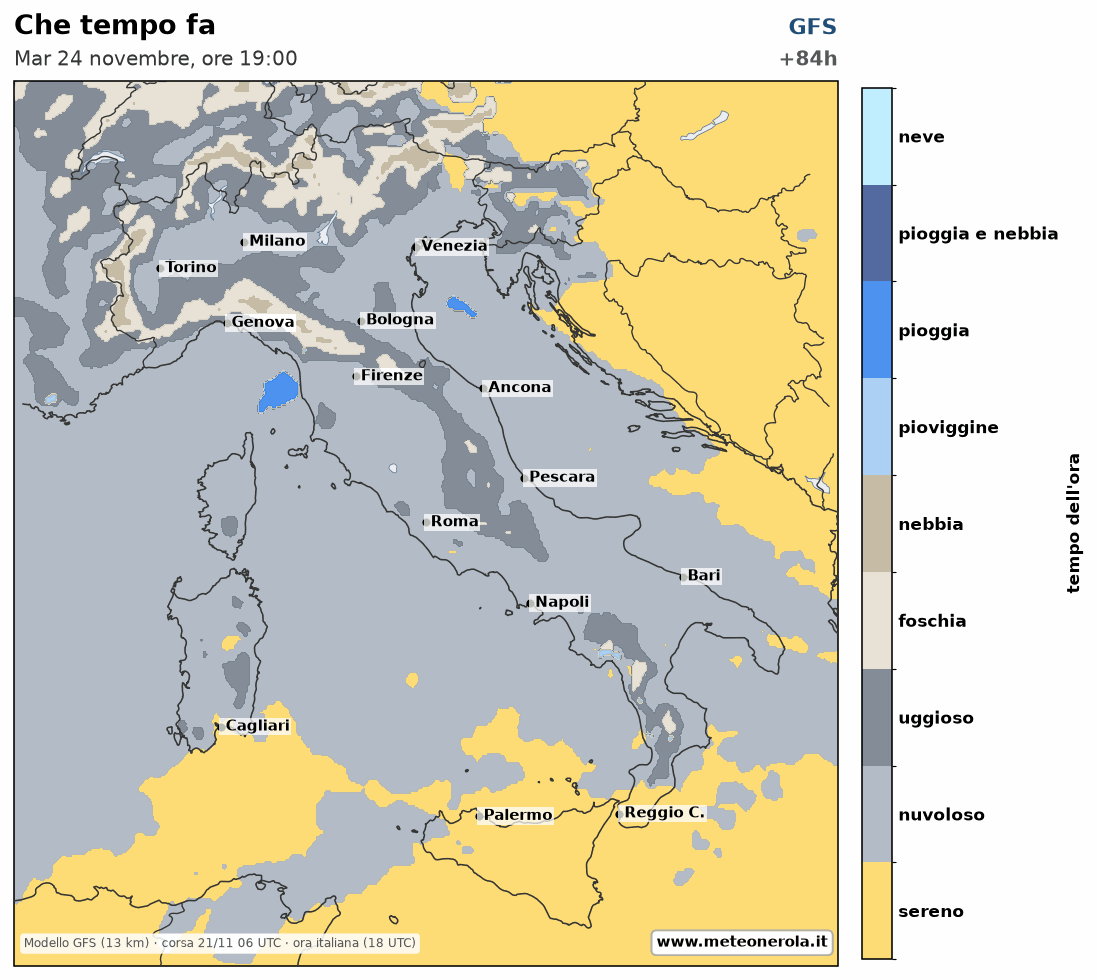 Che tempo fa
GFS
Mar 24 novembre, ore 19:00
+84h
neve
pioggia e nebbia
pioggia
pioviggine
nebbia
foschia
uggioso
nuvoloso
sereno
tempo dell'ora
Milano
Venezia
Torino
Genova
Bologna
Firenze
Ancona
Pescara
Roma
Bari
Napoli
Cagliari
Palermo
Reggio C.
Modello GFS (13 km) · corsa 21/11 06 UTC · ora italiana (18 UTC)
www.meteonerola.it